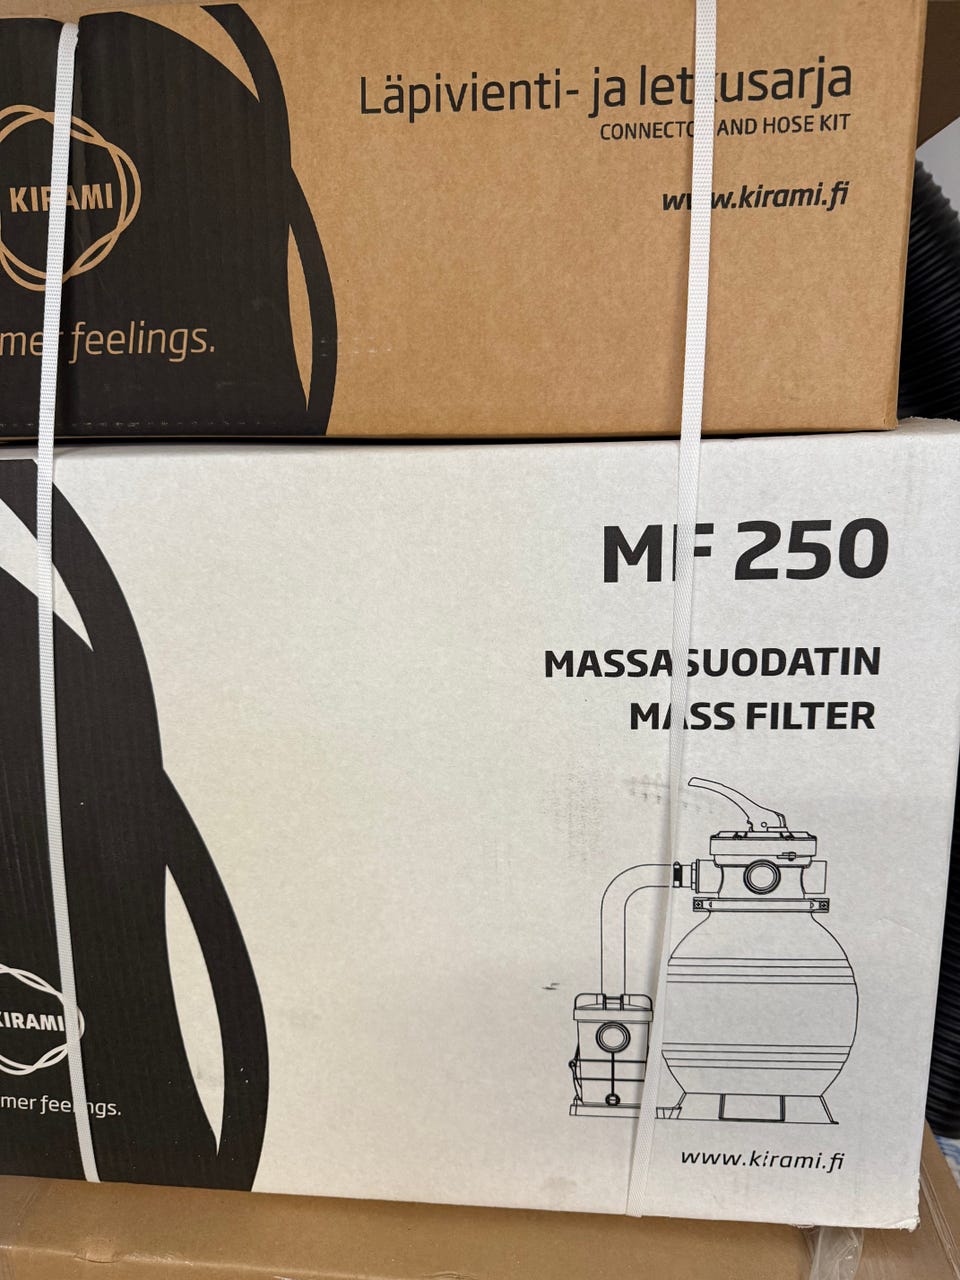 Läpivienti- ja letkusarja
CONNECTOR AND HOSE KIT
www.kirami.fi
KIRAMI
mer feelings.
MF 250
MASSASUODATIN
MASS FILTER
KIRAMI
mer feelings.
www.kirami.fi